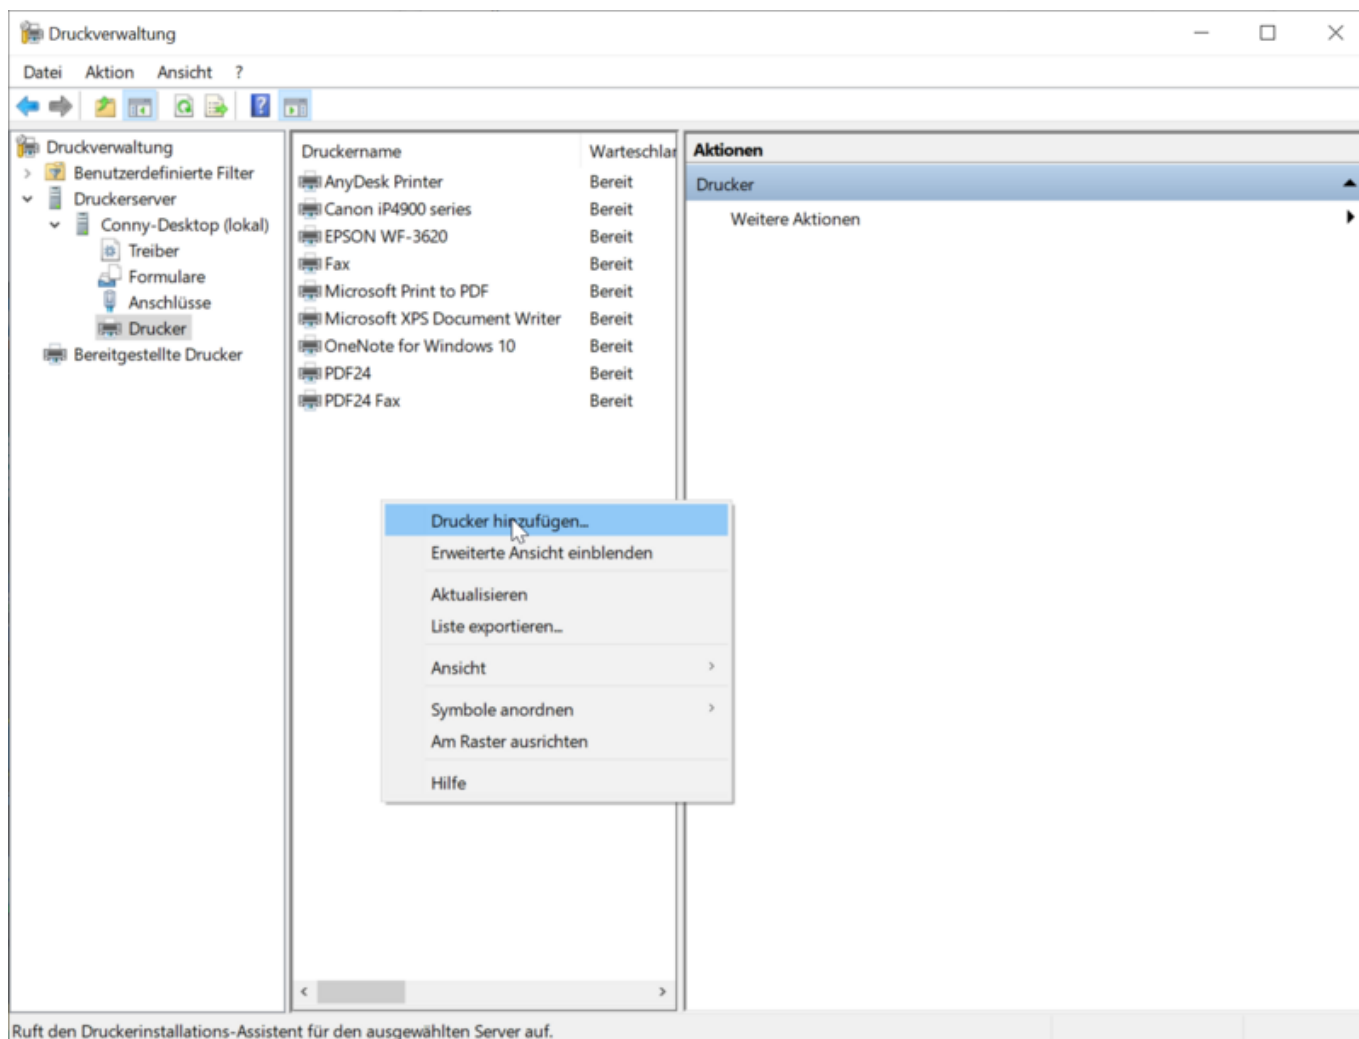 Druckverwaltung
Datei Aktion Ansicht ?
Druckverwaltung
Benutzerdefinierte Filter
Druckerserver
Conny-Desktop (lokal)
Treiber
Formulare
Anschlüsse
Drucker
Bereitgestellte Drucker
Druckername Warteschlar
AnyDesk Printer Bereit
Canon iP4900 series Bereit
EPSON WF-3620 Bereit
Fax Bereit
Microsoft Print to PDF Bereit
Microsoft XPS Document Writer Bereit
OneNote for Windows 10 Bereit
PDF24 Bereit
PDF24 Fax Bereit
Aktionen
Drucker
Weitere Aktionen
Drucker hinzufügen...
Erweiterte Ansicht einblenden
Aktualisieren
Liste exportieren...
Ansicht
Symbole anordnen
Am Raster ausrichten
Hilfe
Ruft den Druckerinstallations-Assistent für den ausgewählten Server auf.